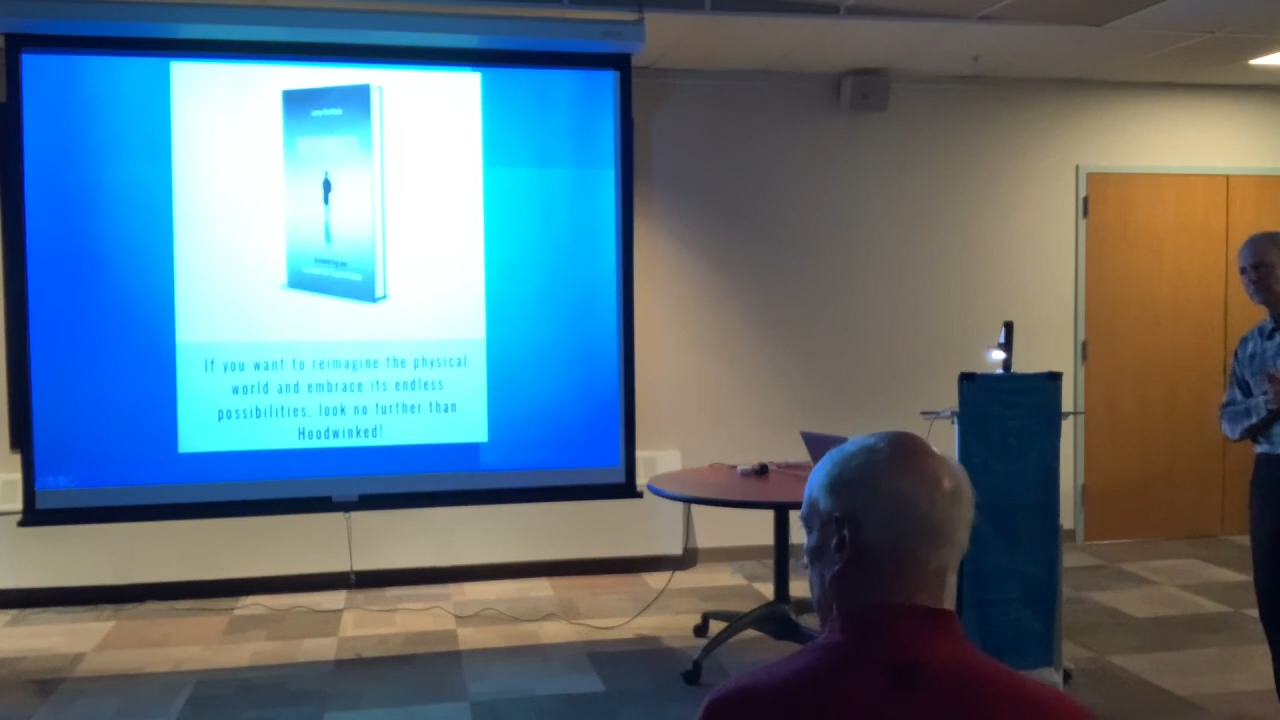 If you want to reimagine the physical
world and embrace its endless
possibilities, look no further than
Hoodwinked!